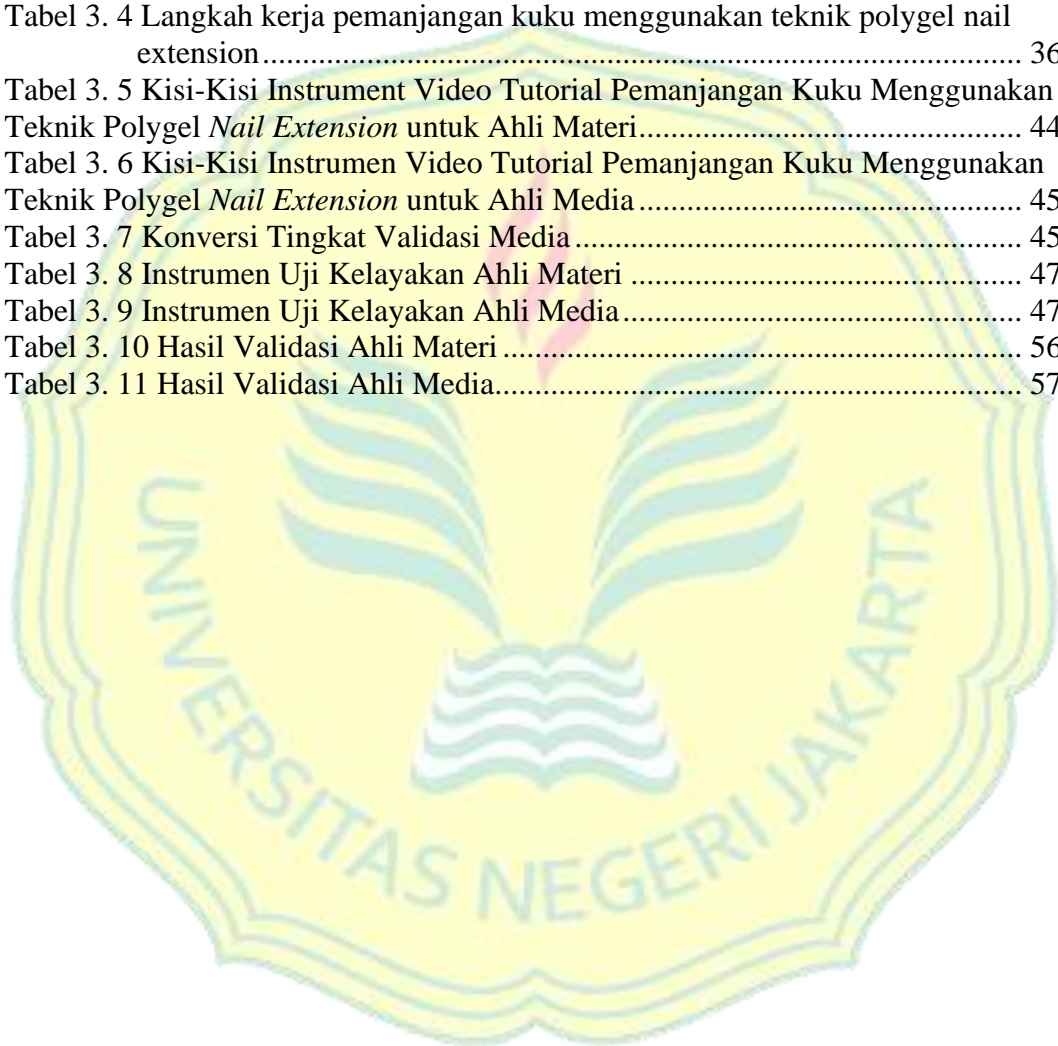 Tabel 3. 4 Langkah kerja pemanjangan kuku menggunakan teknik polygel nail
extension............................................................................................... 36
Tabel 3. 5 Kisi-Kisi Instrument Video Tutorial Pemanjangan Kuku Menggunakan
Teknik Polygel Nail Extension untuk Ahli Materi................................................ 44
Tabel 3. 6 Kisi-Kisi Instrumen Video Tutorial Pemanjangan Kuku Menggunakan
Teknik Polygel Nail Extension untuk Ahli Media ................................................ 45
Tabel 3. 7 Konversi Tingkat Validasi Media ........................................................ 45
Tabel 3. 8 Instrumen Uji Kelayakan Ahli Materi ................................................. 47
Tabel 3. 9 Instrumen Uji Kelayakan Ahli Media .................................................. 47
Tabel 3. 10 Hasil Validasi Ahli Materi ................................................................. 56
Tabel 3. 11 Hasil Validasi Ahli Media.................................................................. 57
UNIVERSITAS NEGERI JAKARTA